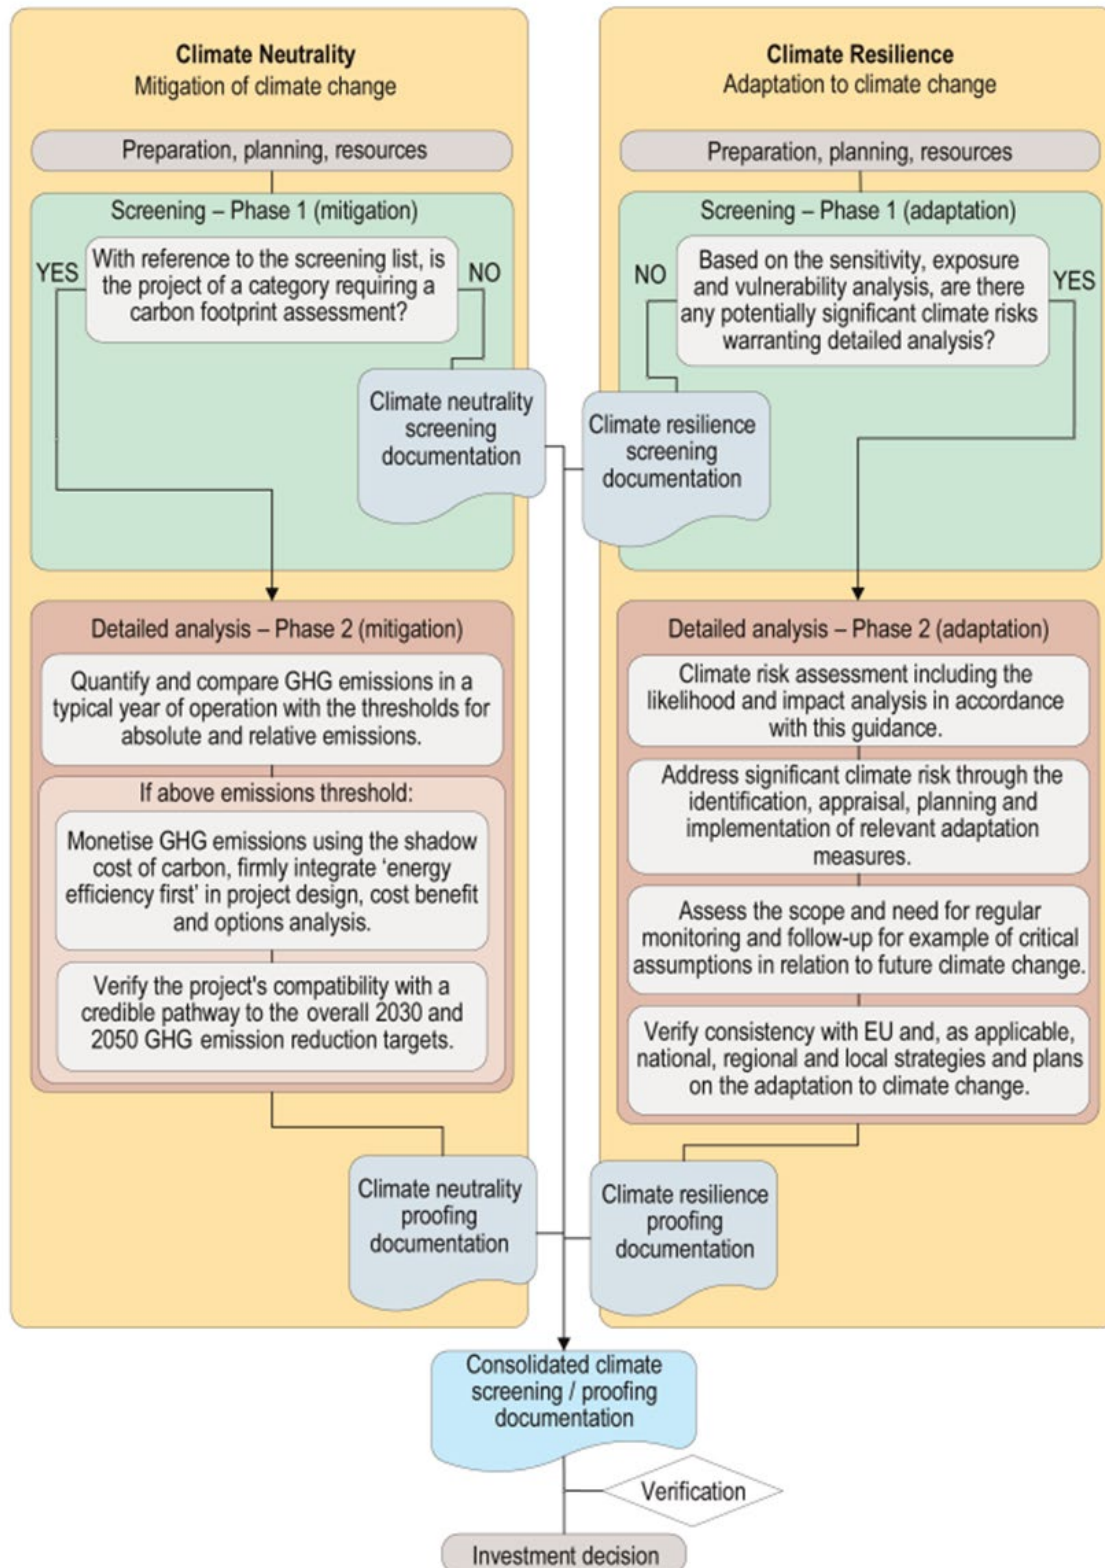 Climate Neutrality
Mitigation of climate change
Preparation, planning, resources
Screening – Phase 1 (mitigation)
YES
With reference to the screening list, is
the project of a category requiring a
carbon footprint assessment?
NO
Climate neutrality
screening
documentation
Detailed analysis – Phase 2 (mitigation)
Quantify and compare GHG emissions in a
typical year of operation with the thresholds for
absolute and relative emissions.
If above emissions threshold:
Monetise GHG emissions using the shadow
cost of carbon, firmly integrate ‘energy
efficiency first’ in project design, cost benefit
and options analysis.
Verify the project's compatibility with a
credible pathway to the overall 2030 and
2050 GHG emission reduction targets.
Climate neutrality
proofing
documentation
Climate Resilience
Adaptation to climate change
Preparation, planning, resources
Screening – Phase 1 (adaptation)
NO
Based on the sensitivity, exposure
and vulnerability analysis, are there
any potentially significant climate risks
warranting detailed analysis?
YES
Climate resilience
screening
documentation
Detailed analysis – Phase 2 (adaptation)
Climate risk assessment including the
likelihood and impact analysis in accordance
with this guidance.
Address significant climate risk through the
identification, appraisal, planning and
implementation of relevant adaptation
measures.
Assess the scope and need for regular
monitoring and follow-up for example of critical
assumptions in relation to future climate change.
Verify consistency with EU and, as applicable,
national, regional and local strategies and plans
on the adaptation to climate change.
Climate resilience
proofing
documentation
Consolidated climate
screening / proofing
documentation
Verification
Investment decision